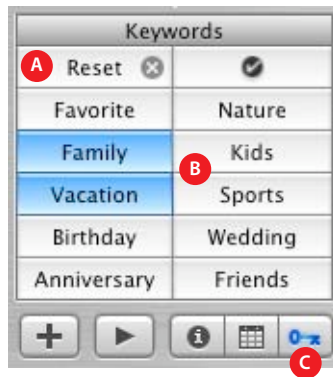 Keywords
A Reset
Favorite Nature
Family Kids
B
Vacation Sports
Birthday Wedding
Anniversary Friends
C